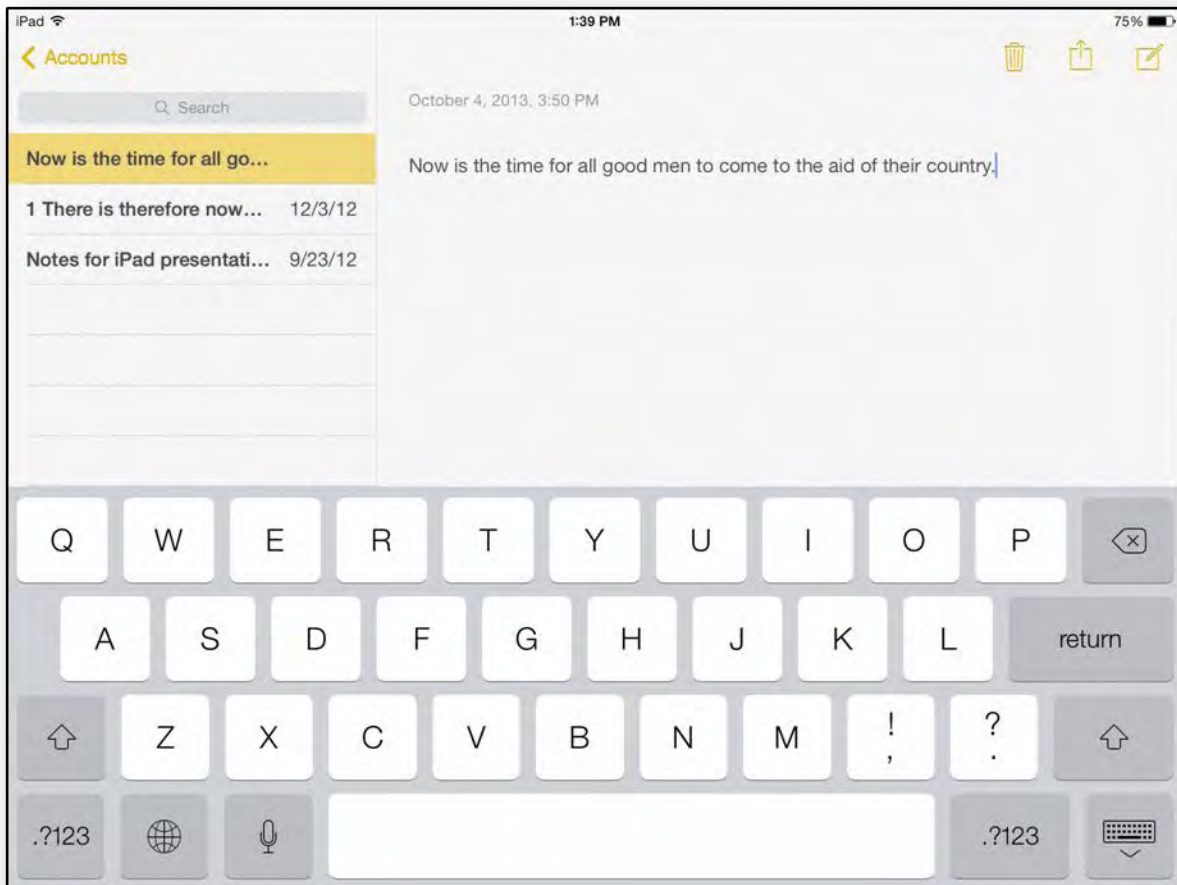 iPad 1:39 PM 75%
Accounts
Search
Now is the time for all go...
1 There is therefore now... 12/3/12
Notes for iPad presentati... 9/23/12
October 4, 2013, 3:50 PM
Now is the time for all good men to come to the aid of their country.
Q W E R T Y U I O P
A S D F G H J K L return
Z X C V B N M ! , ? .
.?123 .?123